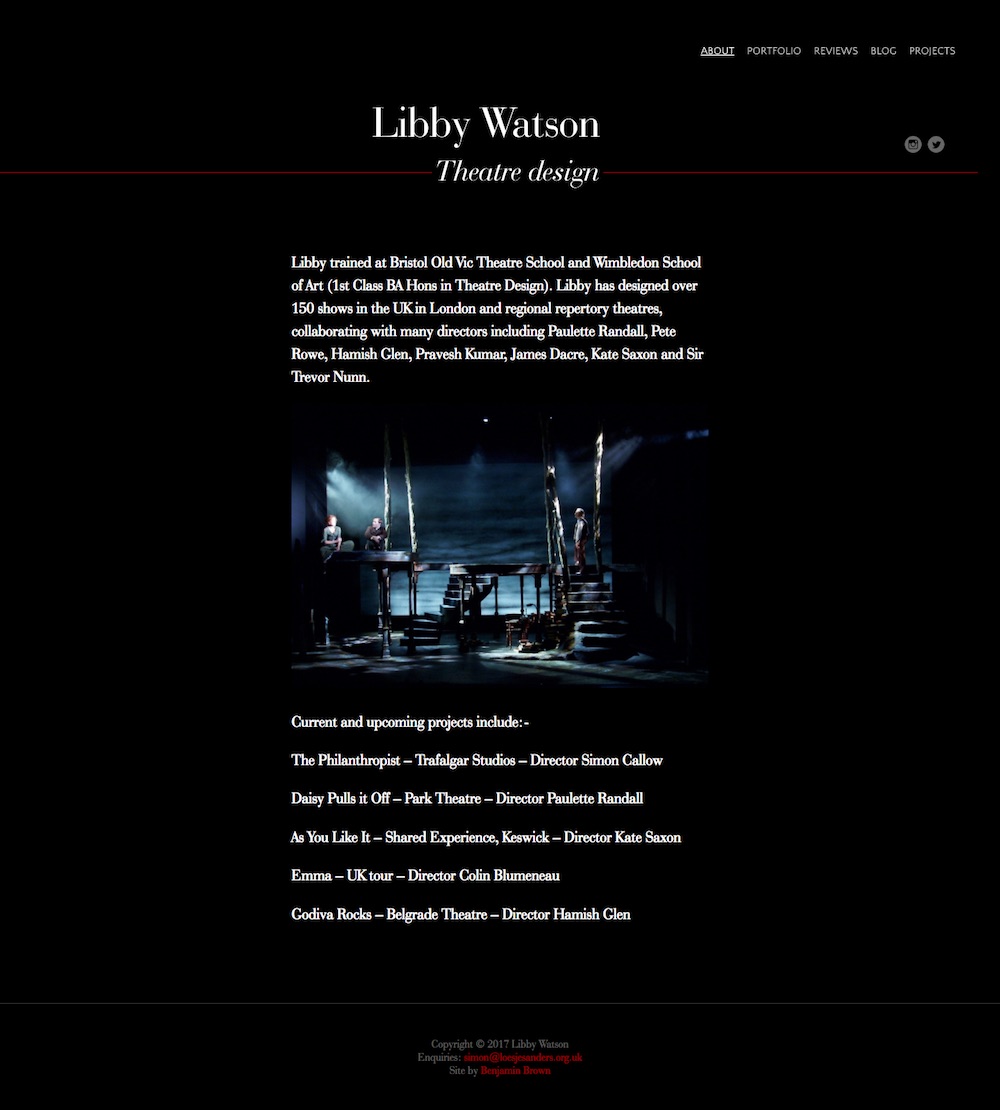 ABOUT PORTFOLIO REVIEWS BLOG PROJECTS
Libby Watson
Theatre design
Libby trained at Bristol Old Vic Theatre School and Wimbledon School
of Art (1st Class BA Hons in Theatre Design). Libby has designed over
150 shows in the UK in London and regional repertory theatres,
collaborating with many directors including Paulette Randall, Pete
Rowe, Hamish Glen, Pravesh Kumar, James Dacre, Kate Saxon and Sir
Trevor Nunn.
Current and upcoming projects include:-
The Philanthropist – Trafalgar Studios – Director Simon Callow
Daisy Pulls it Off – Park Theatre – Director Paulette Randall
As You Like It – Shared Experience, Keswick – Director Kate Saxon
Emma – UK tour – Director Colin Blumeneau
Godiva Rocks – Belgrade Theatre – Director Hamish Glen
Copyright © 2017 Libby Watson
Enquiries: simon@loesjesanders.org.uk
Site by Benjamin Brown